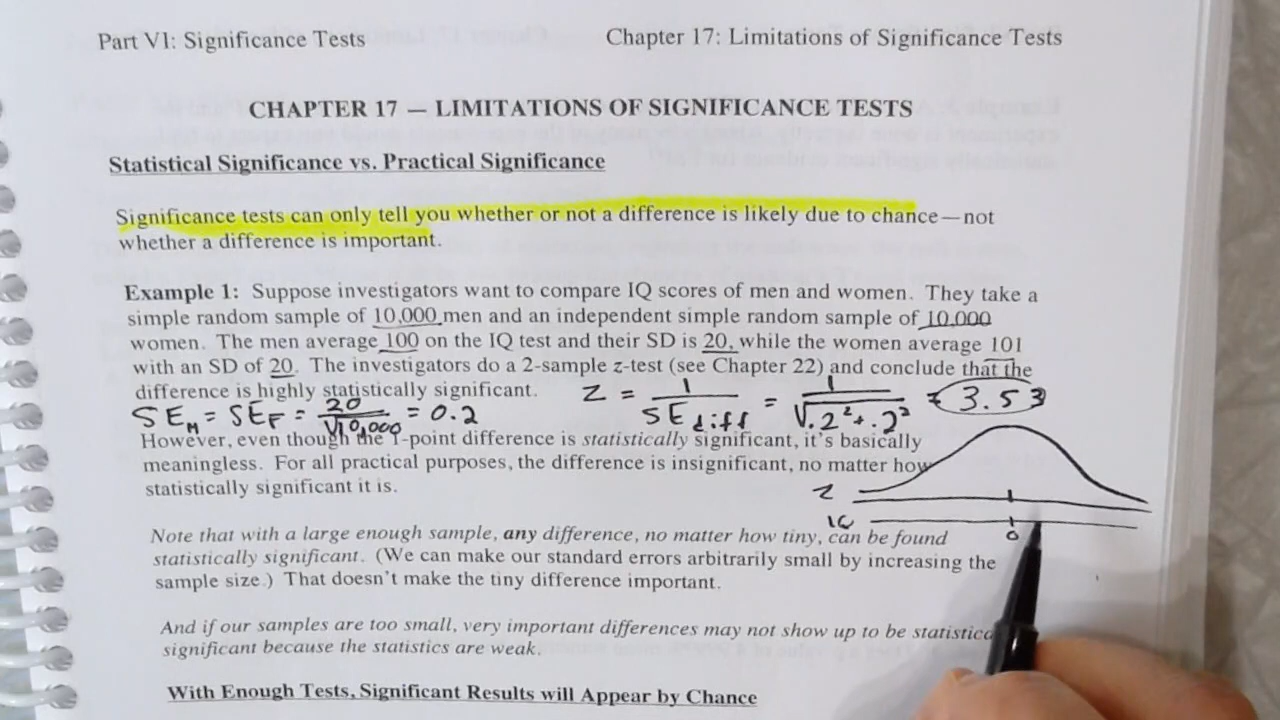 Part VI: Significance Tests
Chapter 17: Limitations of Significance Tests
CHAPTER 17 — LIMITATIONS OF SIGNIFICANCE TESTS
Statistical Significance vs. Practical Significance
Significance tests can only tell you whether or not a difference is likely due to chance—not
whether a difference is important.
Example 1: Suppose investigators want to compare IQ scores of men and women. They take a
simple random sample of 10,000 men and an independent simple random sample of 10,000
women. The men average 100 on the IQ test and their SD is 20, while the women average 101
with an SD of 20. The investigators do a 2-sample z-test (see Chapter 22) and conclude that the
difference is highly statistically significant.
Z = 1 / SE diff = 1 / √.2² + .2² = 3.53
SE_M = SE_F = 20 / √10,000 = 0.2
However, even though the 1-point difference is statistically significant, it's basically
meaningless. For all practical purposes, the difference is insignificant, no matter how
statistically significant it is.
Z
IQ
0
Note that with a large enough sample, any difference, no matter how tiny, can be found
statistically significant. (We can make our standard errors arbitrarily small by increasing the
sample size.) That doesn't make the tiny difference important.
And if our samples are too small, very important differences may not show up to be
significant because the statistics are weak.
With Enough Tests, Significant Results will Appear by Chance